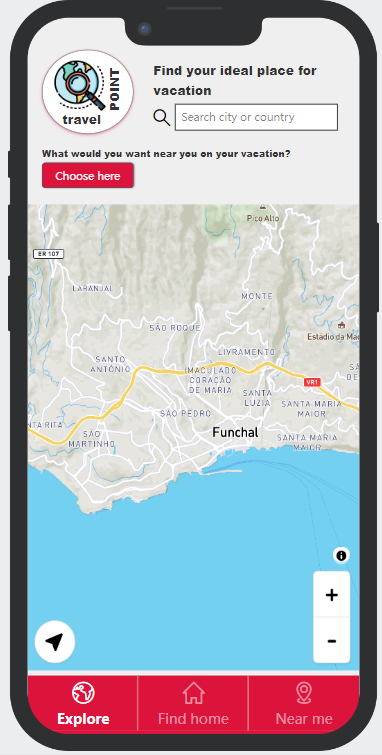 travel
POINT
Find your ideal place for
vacation
Search city or country
What would you want near you on your vacation?
Choose here
Pico Alto
ER 107
LARANJAL
MONTE
SÃO ROQUE
Estádio da Mad
LIVRAMENTO
SANTO
ANTÓNIO
IMACULADO
CORAÇÃO
DE MARIA
VR1
SANTA
LUZIA
SANTA MARIA
MAIOR
SÃO PEDRO
NTA RITA
SÃO
MARTINHO
Funchal
SANTA MARIA
MAIOR
+
-
Explore
Find home
Near me